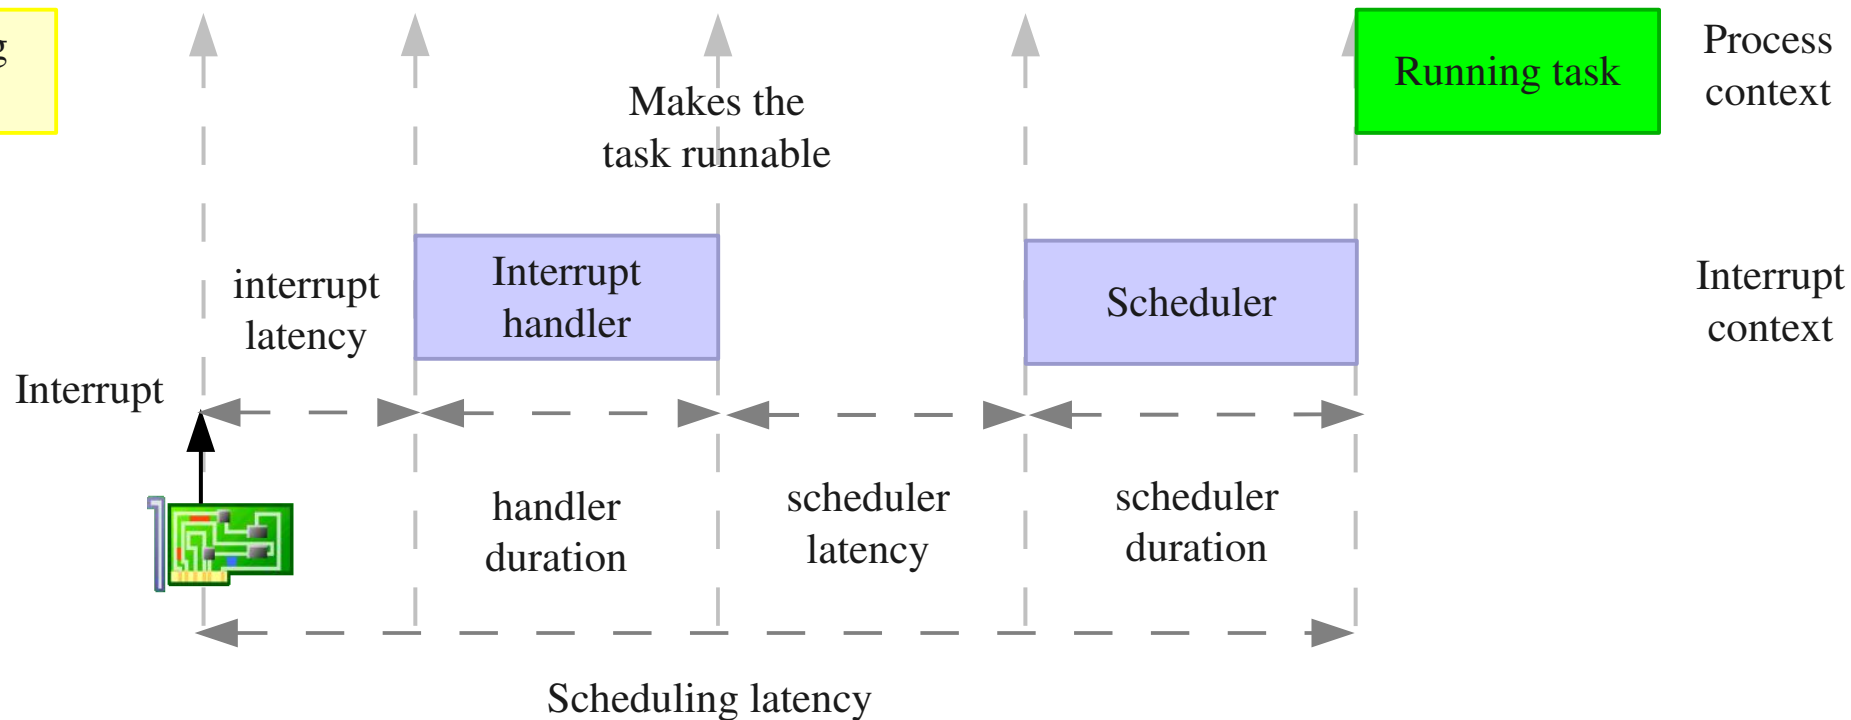 Running task
Process
context
Makes the
task runnable
interrupt
latency
Interrupt
handler
Scheduler
Interrupt
context
Interrupt
handler
duration
scheduler
latency
scheduler
duration
Scheduling latency